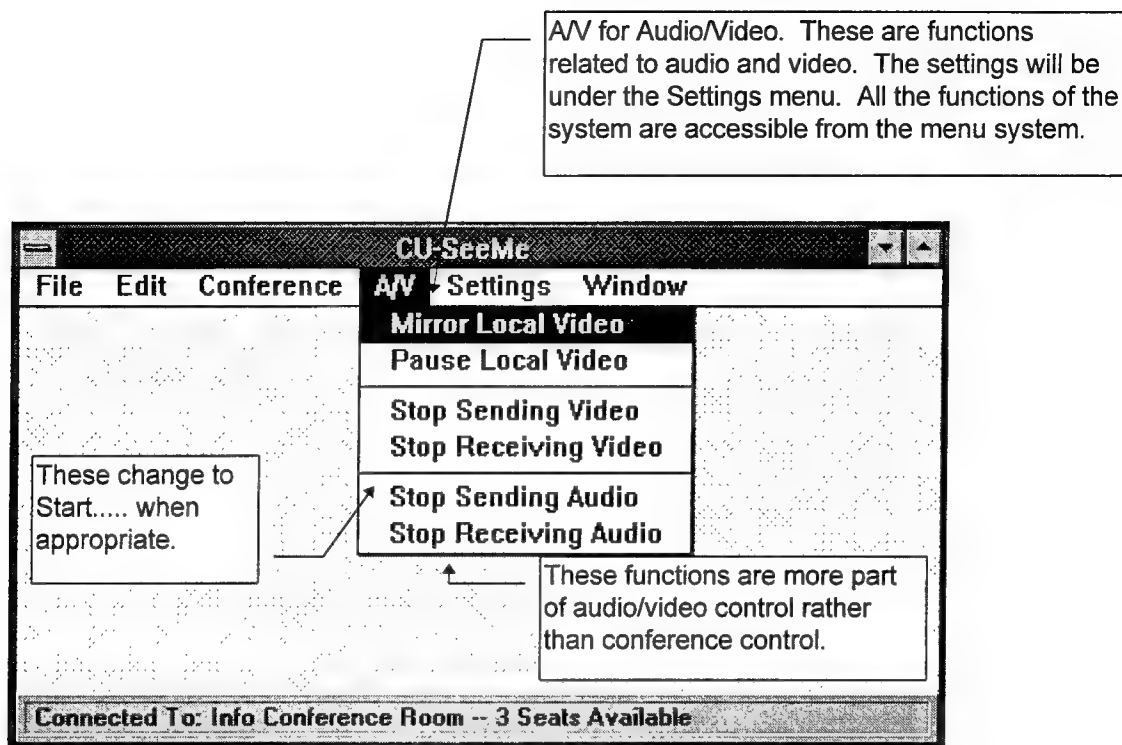 A/V for Audio/Video. These are functions
related to audio and video. The settings will be
under the Settings menu. All the functions of the
system are accessible from the menu system.
CU-SeeMe
File Edit Conference A/V Settings Window
Mirror Local Video
Pause Local Video
Stop Sending Video
Stop Receiving Video
Stop Sending Audio
Stop Receiving Audio
These change to
Start..... when
appropriate.
These functions are more part
of audio/video control rather
than conference control.
Connected To: Info Conference Room -- 3 Seats Available